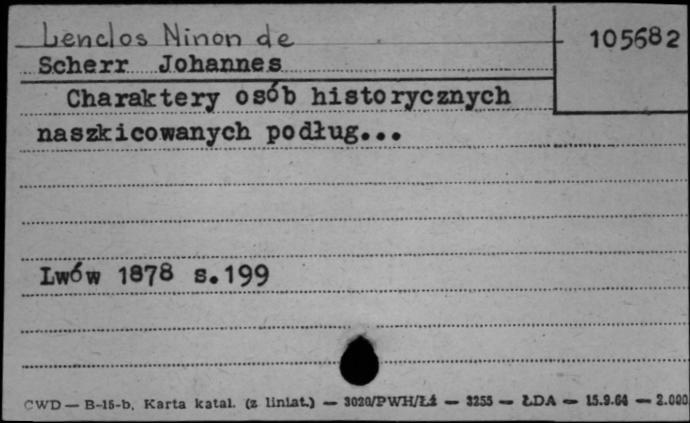 Lenclos Ninon de
105682
Scherr Johannes
Charaktery osób historycznych
naszkicowanych podług...
Lwów 1878 s.199
CWD — B-15-b, Karta katal. (z liniat.) — 3020/PWH/Łź — 3255 — ŁDA — 15.9.64 — 2.000